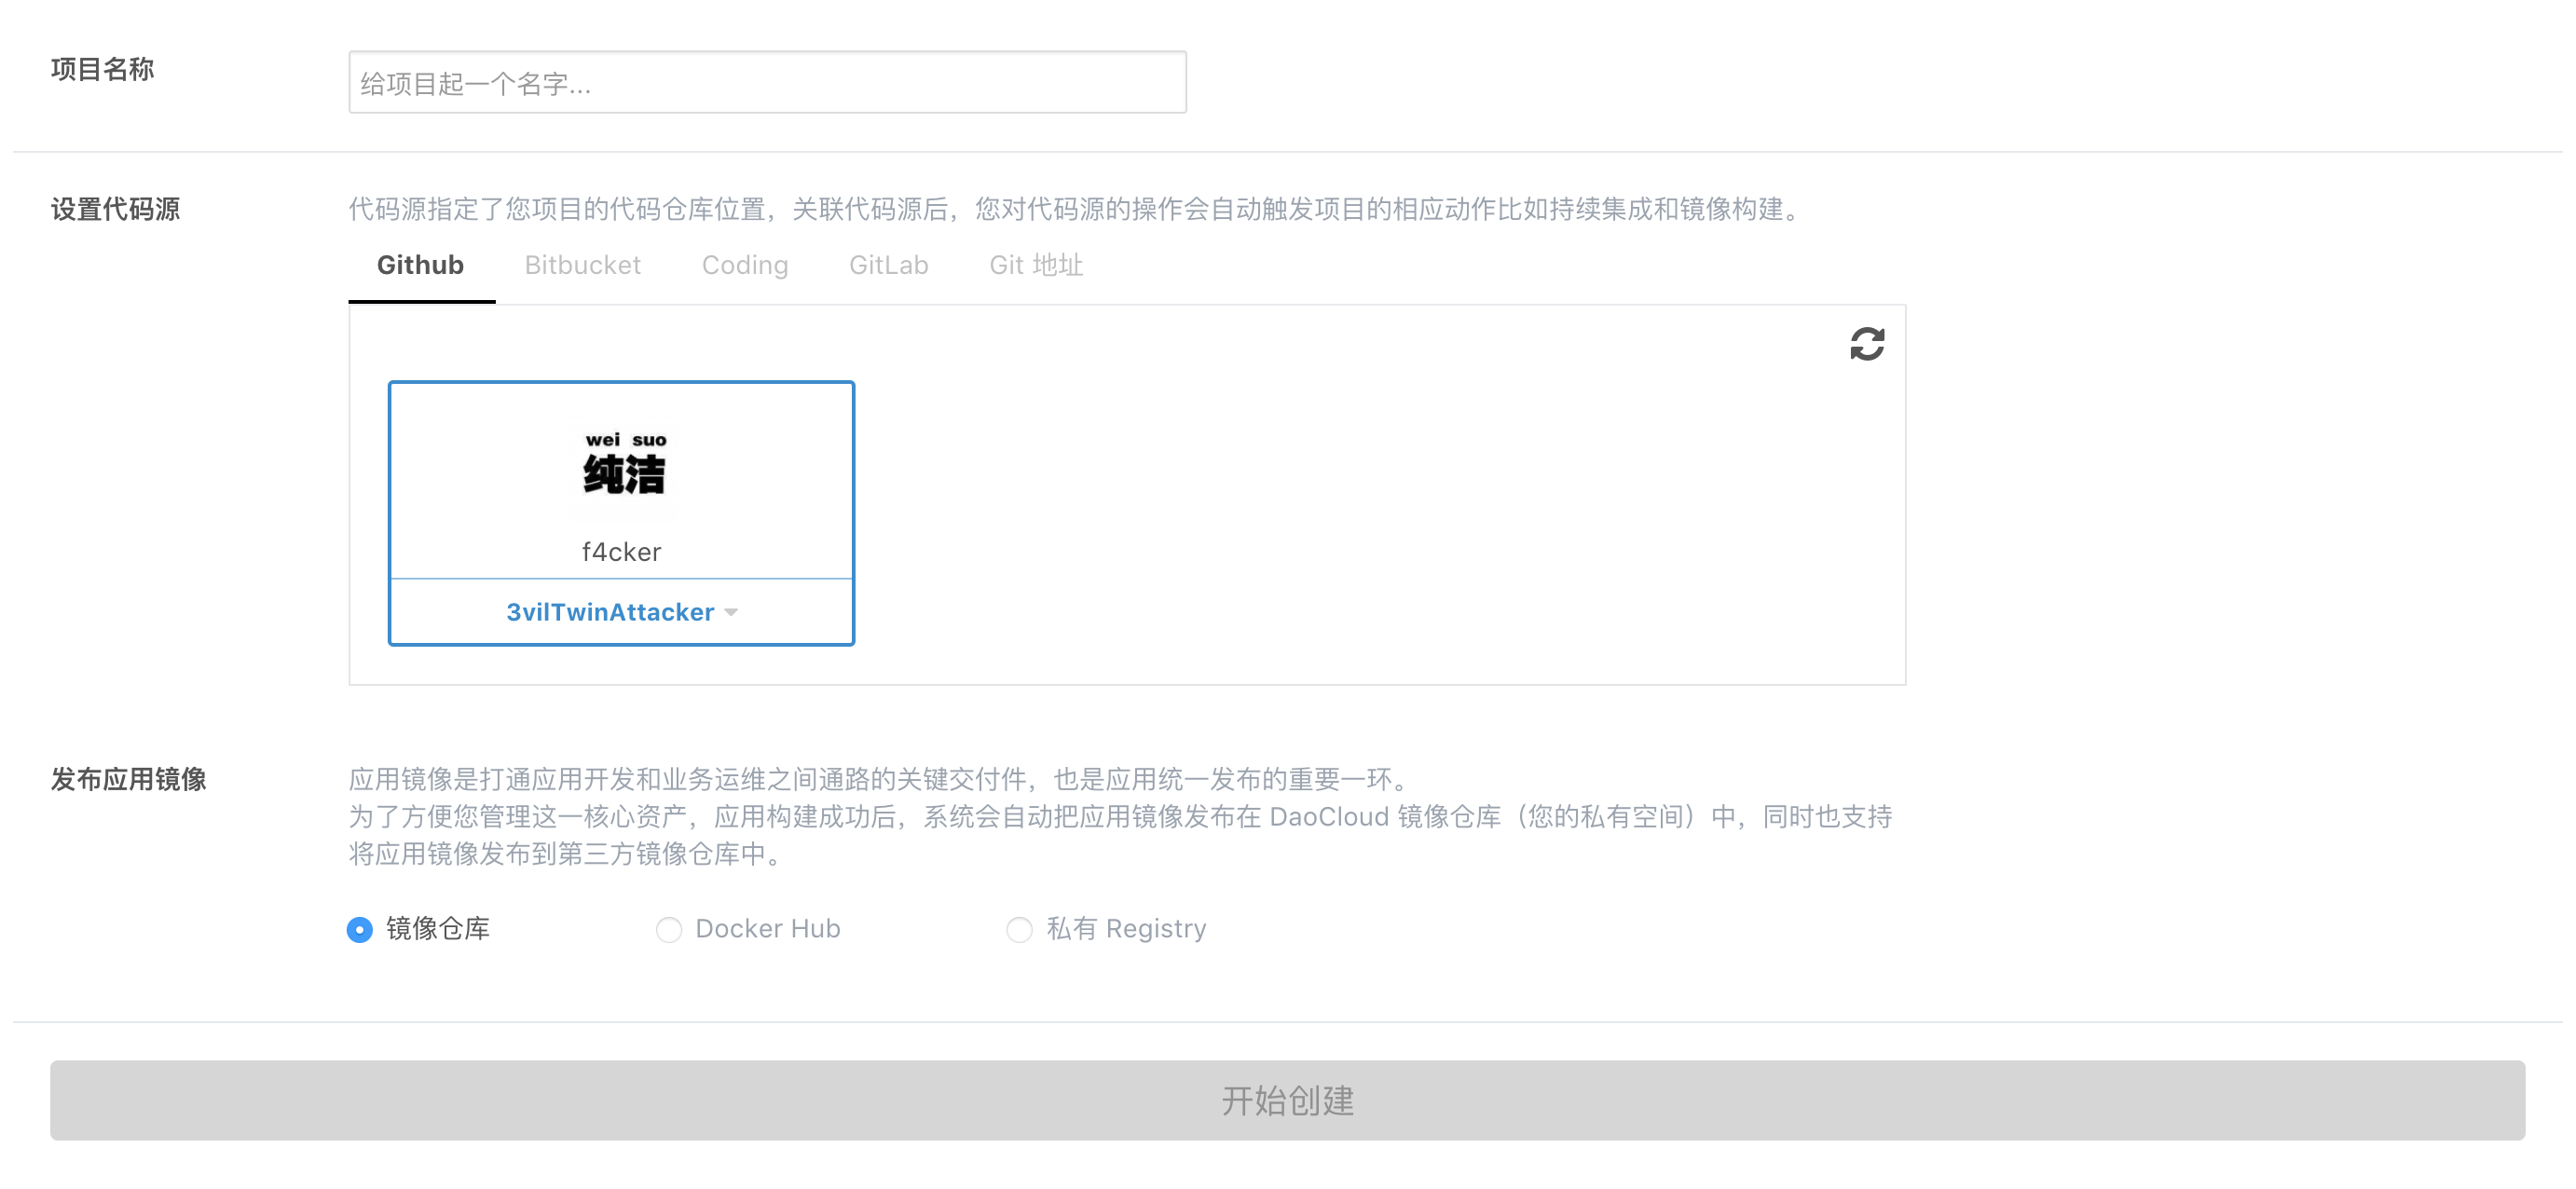 项目名称
给项目起一个名字...
设置代码源
代码源指定了您项目的代码仓库位置，关联代码源后，您对代码源的操作会自动触发项目的相应动作比如持续集成和镜像构建。
Github Bitbucket Coding GitLab Git 地址
wei suo
纯洁
f4cker
3vilTwinAttacker
发布应用镜像
应用镜像是打通应用开发和业务运维之间通路的关键交付件，也是应用统一发布的重要一环。
为了方便您管理这一核心资产，应用构建成功后，系统会自动把应用镜像发布在 DaoCloud 镜像仓库（您的私有空间）中，同时也支持
将应用镜像发布到第三方镜像仓库中。
镜像仓库 Docker Hub 私有 Registry
开始创建